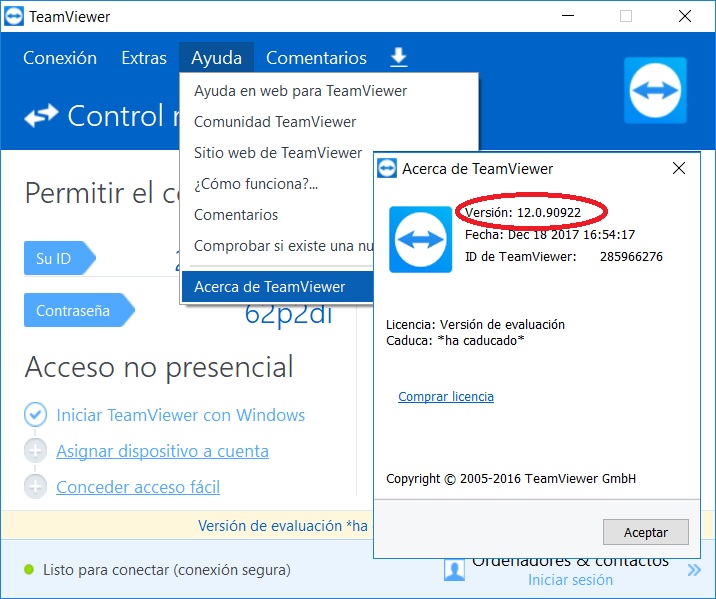 TeamViewer
Conexión Extras Ayuda Comentarios
Control
Ayuda en web para TeamViewer
Comunidad TeamViewer
Sitio web de TeamViewer
¿Cómo funciona?...
Comentarios
Comprobar si existe una nu
Acerca de TeamViewer
Permitir el
Su ID
Contraseña
62p2di
Acceso no presencial
Iniciar TeamViewer con Windows
Asignar dispositivo a cuenta
Conceder acceso fácil
Versión de evaluación *ha
Listo para conectar (conexión segura)
Acerca de TeamViewer
Versión: 12.0.90922
Fecha: Dec 18 2017 16:54:17
ID de TeamViewer: 285966276
Licencia: Versión de evaluación
Caduca: *ha caducado*
Comprar licencia
Copyright © 2005-2016 TeamViewer GmbH
Aceptar
Ordenadores & contactos
Iniciar sesión